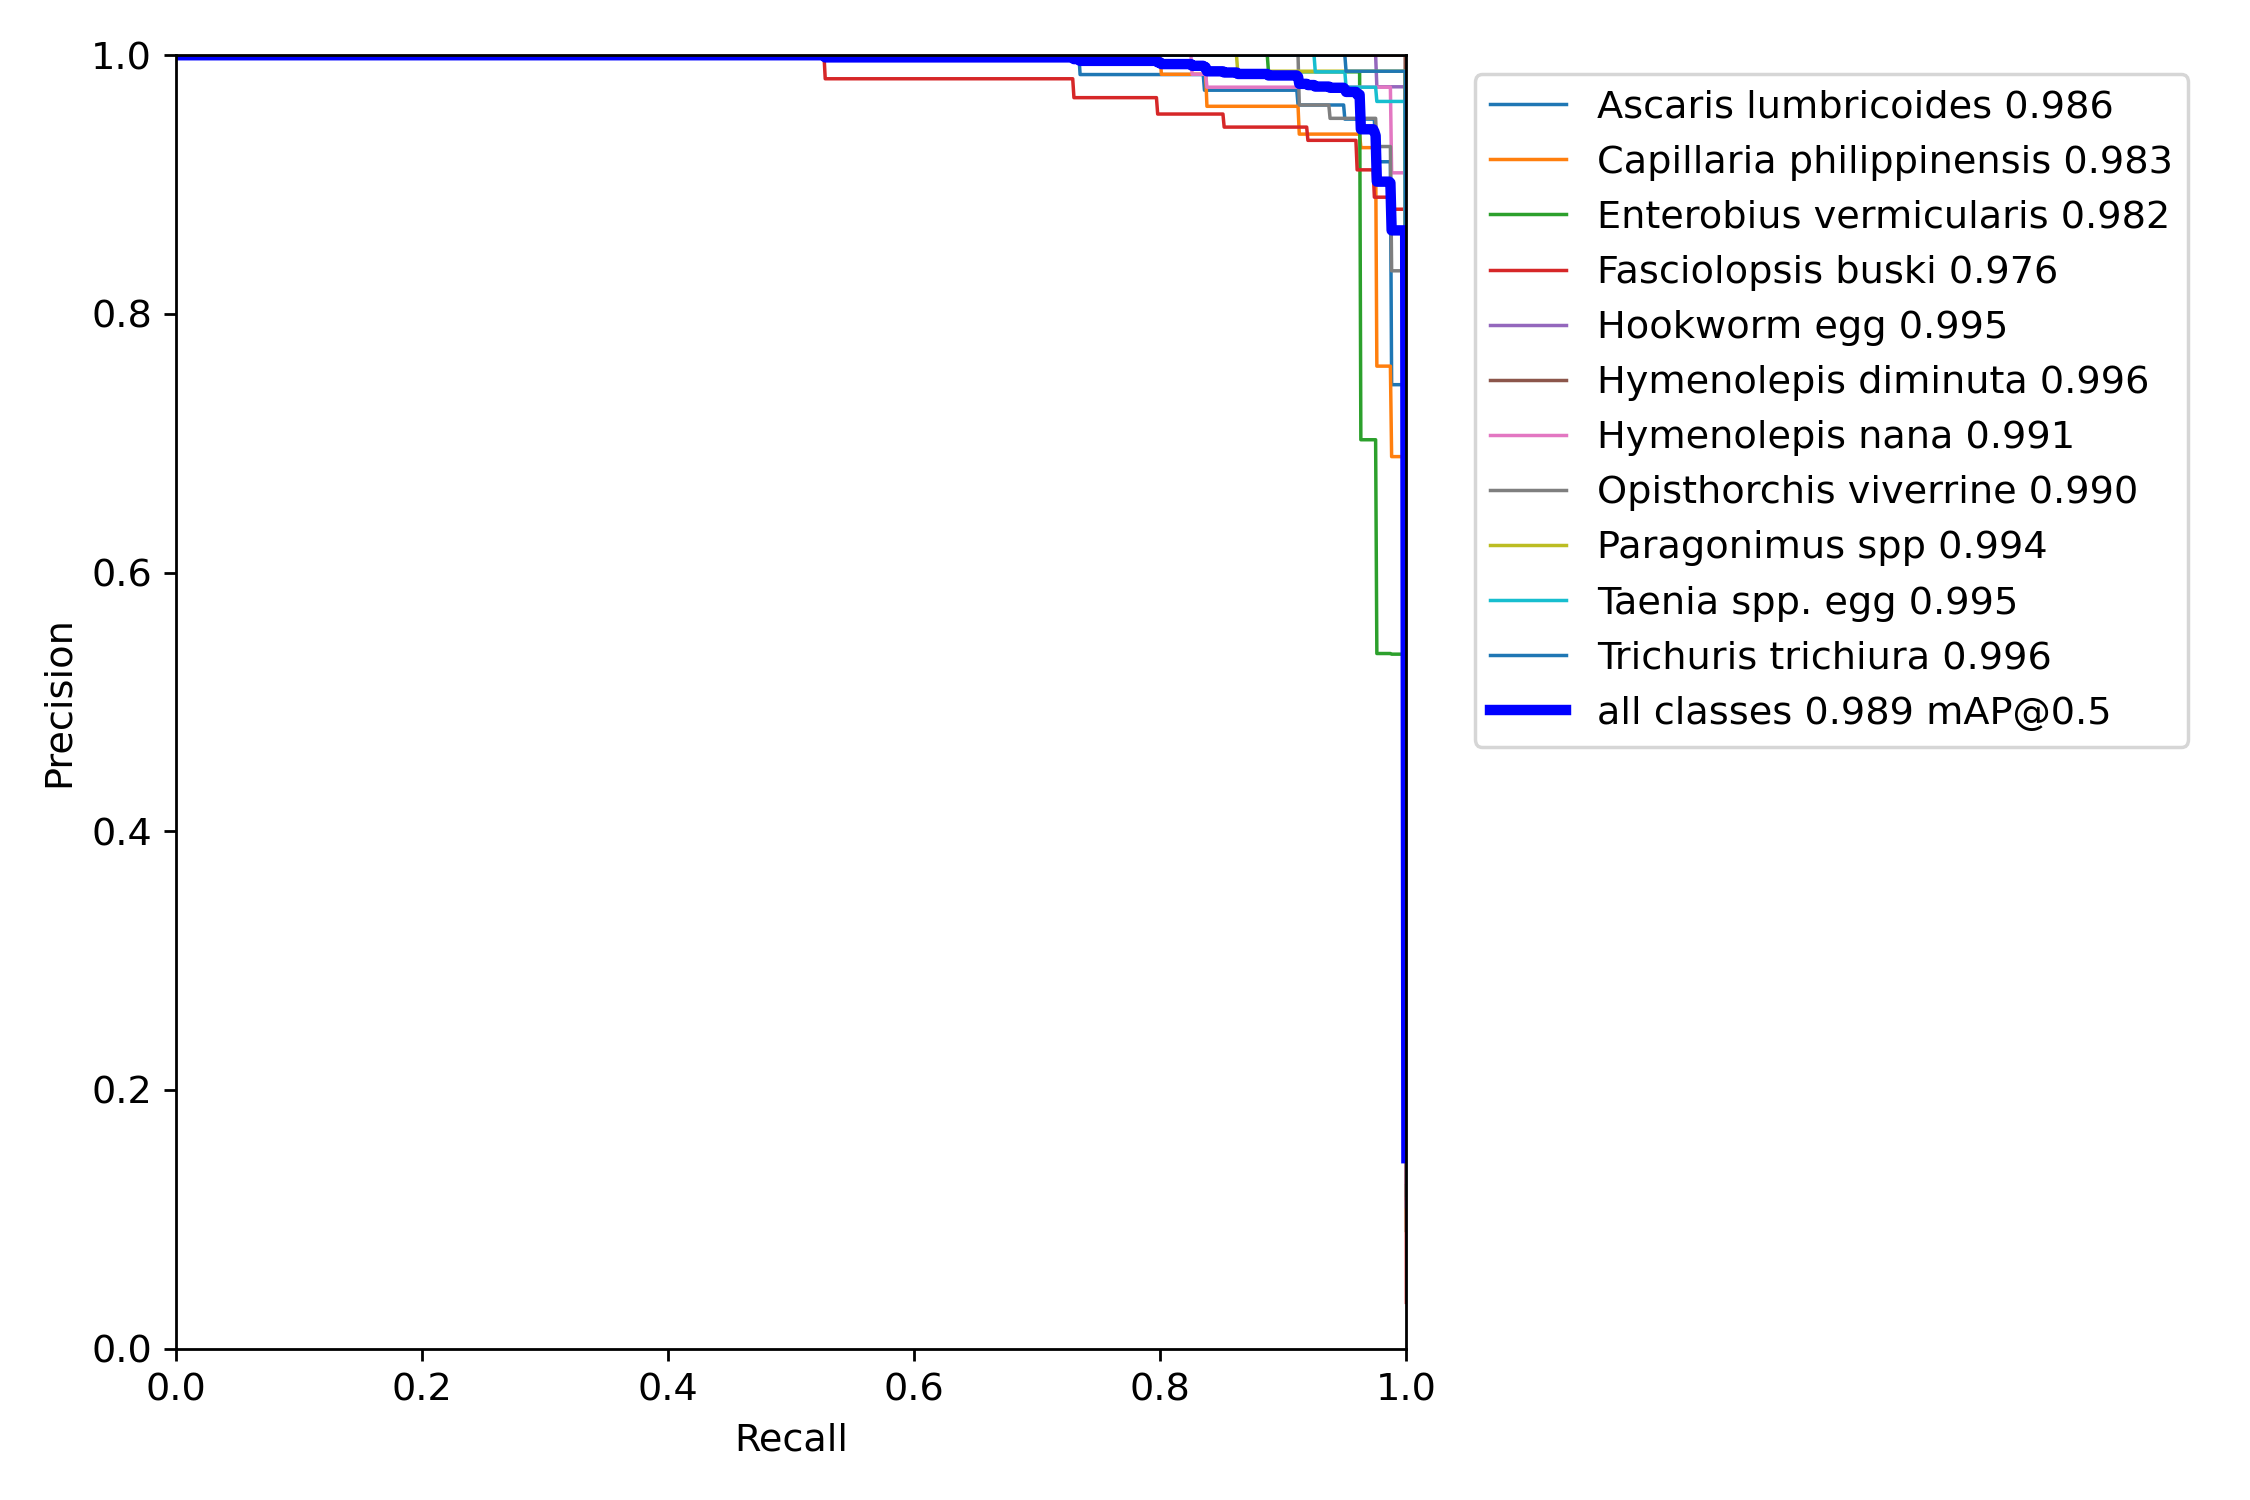 1.0
0.8
0.6
0.4
0.2
0.0
Precision
0.0 0.2 0.4 0.6 0.8 1.0
Recall
Ascaris lumbricoides 0.986
Capillaria philippinensis 0.983
Enterobius vermicularis 0.982
Fasciolopsis buski 0.976
Hookworm egg 0.995
Hymenolepis diminuta 0.996
Hymenolepis nana 0.991
Opisthorchis viverrine 0.990
Paragonimus spp 0.994
Taenia spp. egg 0.995
Trichuris trichiura 0.996
all classes 0.989 mAP@0.5